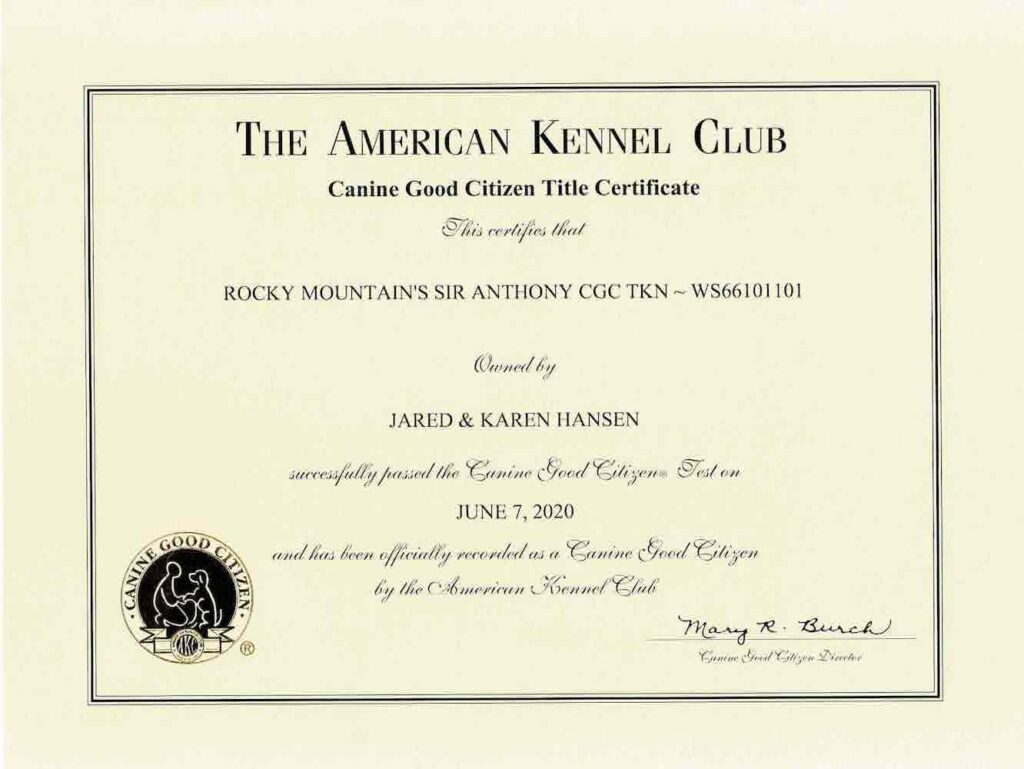 THE AMERICAN KENNEL CLUB
Canine Good Citizen Title Certificate
This certifies that
ROCKY MOUNTAIN'S SIR ANTHONY CGC TKN ~ WS66101101
Owned by
JARED & KAREN HANSEN
successfully passed the Canine Good Citizen® Test on
JUNE 7, 2020
and has been officially recorded as a Canine Good Citizen
by the American Kennel Club
· CANINE GOOD CITIZEN ·
AKC
®
Mary R. Burch
Canine Good Citizen Director